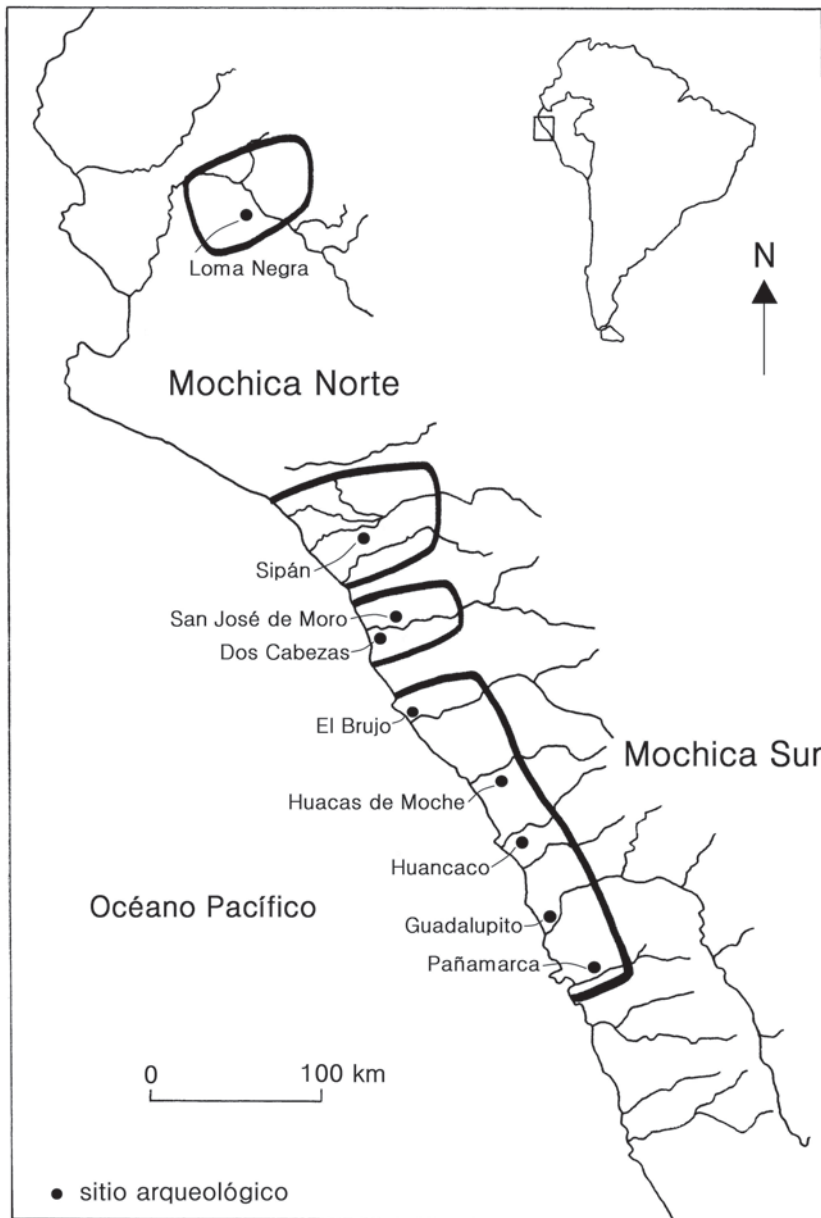 N
Loma Negra
Mochica Norte
Sipán
San José de Moro
Dos Cabezas
El Brujo
Mochica Sur
Huacas de Moche
Huancaco
Océano Pacífico
Guadalupito
Pañamarca
0 100 km
sitio arqueológico